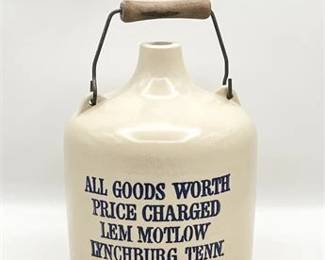 ALL GOODS WORTH
PRICE CHARGED
LEM MOTLOW
LYNCHBURG, TENN.